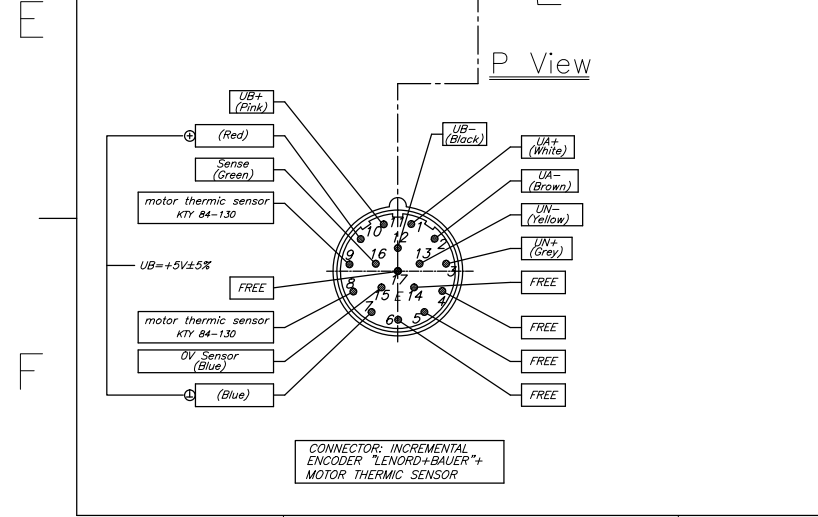 E
P View
UB+
(Pink)
(Red)
UB-
(Black)
UA+
(White)
Sense
(Green)
UA-
(Brown)
motor thermic sensor
KTY 84-130
UN-
(Yellow)
UN+
(Grey)
UB=+5V±5%
FREE
FREE
motor thermic sensor
KTY 84-130
FREE
0V Sensor
(Blue)
FREE
(Blue)
FREE
11
1
10
12
2
9
16
13
3
17
8
15
E
14
4
7
6
5
F
CONNECTOR: INCREMENTAL
ENCODER "LENORD+BAUER"+
MOTOR THERMIC SENSOR